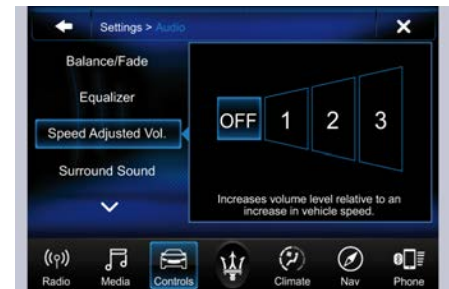 Settings > Audio
Balance/Fade
Equalizer
Speed Adjusted Vol.
Surround Sound
OFF 1 2 3
Increases volume level relative to an
increase in vehicle speed.
Radio Media Controls Climate Nav Phone